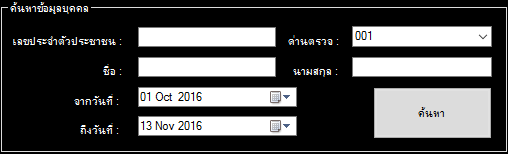 ค้นหาข้อมูลบุคคล
เลขประจำตัวประชาชน : ด่านตรวจ : 001
ชื่อ : นามสกุล :
จากวันที่ : 01 Oct 2016
ถึงวันที่ : 13 Nov 2016
ค้นหา